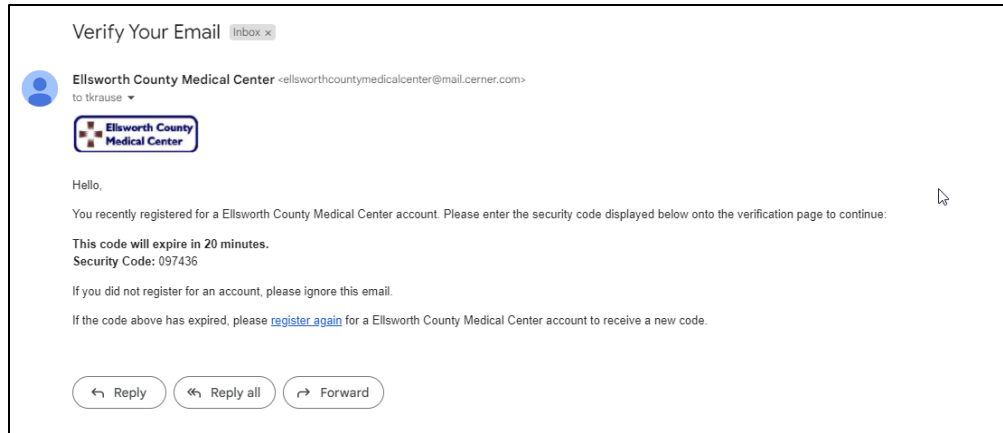 Verify Your Email Inbox ×
Ellsworth County Medical Center <ellsworthcountymedicalcenter@mail.cerner.com>
to tkrause
Ellsworth County
Medical Center
Hello,
You recently registered for a Ellsworth County Medical Center account. Please enter the security code displayed below onto the verification page to continue:
This code will expire in 20 minutes.
Security Code: 097436
If you did not register for an account, please ignore this email.
If the code above has expired, please register again for a Ellsworth County Medical Center account to receive a new code.
Reply Reply all Forward